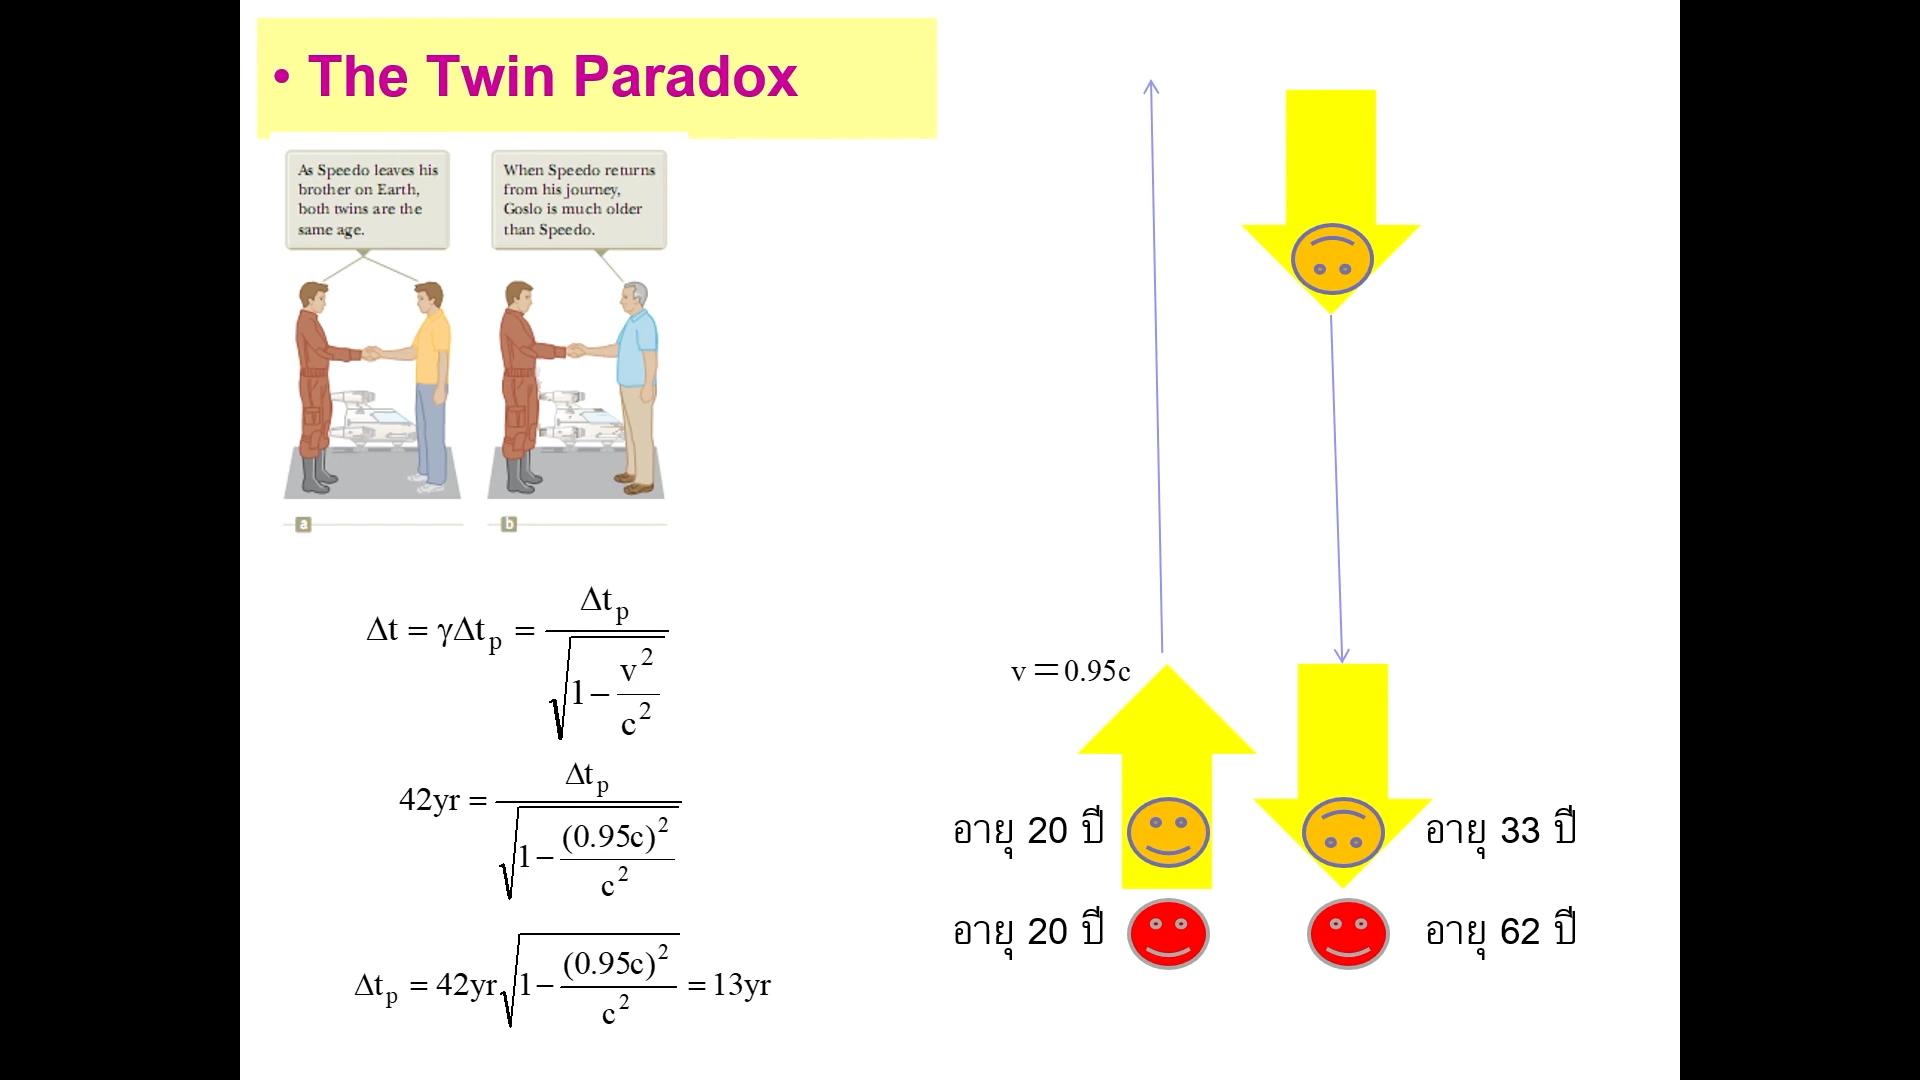 • The Twin Paradox
As Speedo leaves his
brother on Earth,
both twins are the
same age.
When Speedo returns
from his journey,
Goslo is much older
than Speedo.
a
b
Δt = γΔt_p = Δt_p / √(1 − v²/c²)
42yr = Δt_p / √(1 − (0.95c)²/c²)
Δt_p = 42yr√(1 − (0.95c)²/c²) = 13yr
v = 0.95c
อายุ 20 ปี
อายุ 33 ปี
อายุ 20 ปี
อายุ 62 ปี